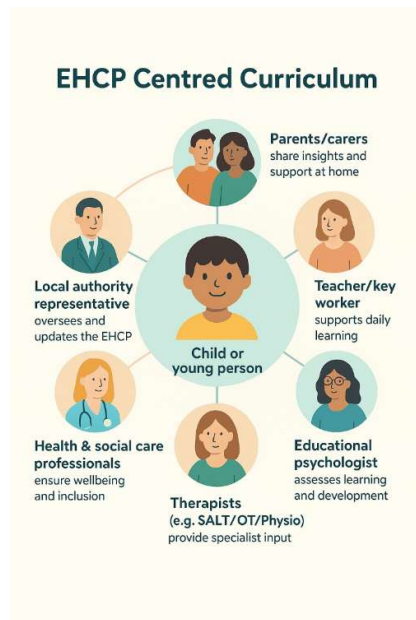 EHCP Centred Curriculum
Parents/carers
share insights and
support at home
Local authority
representative
oversees and
updates the EHCP
Teacher/key
worker
supports daily
learning
Child or
young person
Health & social care
professionals
ensure wellbeing
and inclusion
Educational
psychologist
assesses learning
and development
Therapists
(e.g. SALT/OT/Physio)
provide specialist input